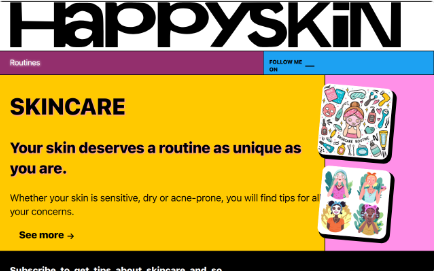 HAPPYSKIN
Routines
FOLLOW ME
ON
SKINCARE
Your skin deserves a routine as unique as
you are.
Whether your skin is sensitive, dry or acne-prone, you will find tips for all
your concerns.
See more →
Subscribe to get tips about skincare and so